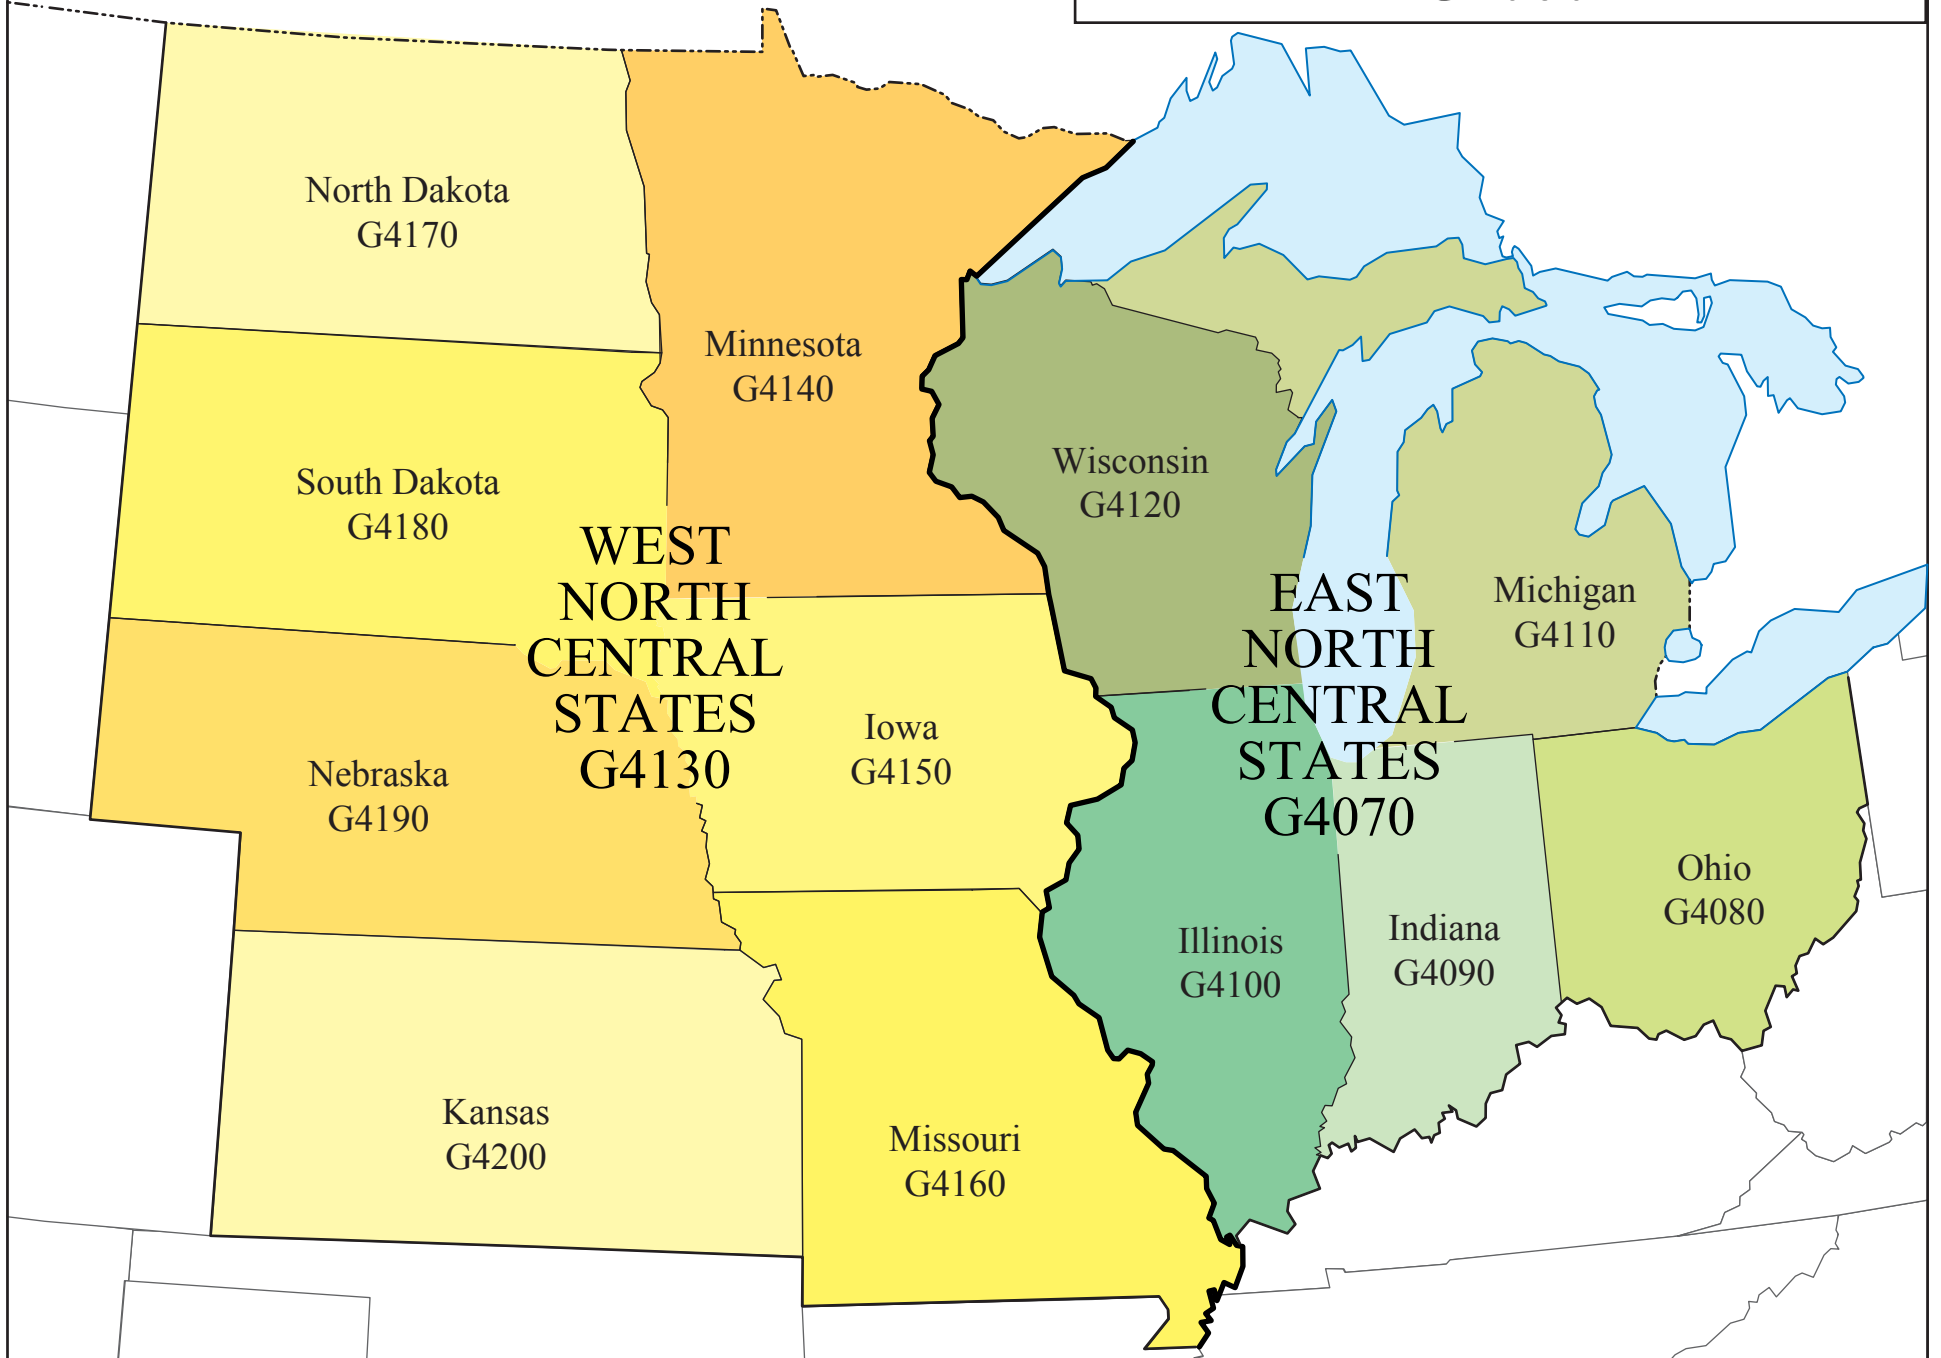 North Dakota
G4170
Minnesota
G4140
South Dakota
G4180
WEST
NORTH
CENTRAL
STATES
G4130
Nebraska
G4190
Iowa
G4150
Kansas
G4200
Missouri
G4160
Wisconsin
G4120
Michigan
G4110
EAST
NORTH
CENTRAL
STATES
G4070
Illinois
G4100
Indiana
G4090
Ohio
G4080